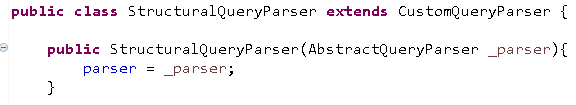 public class StructuralQueryParser extends CustomQueryParser {
public StructuralQueryParser(AbstractQueryParser _parser){
parser = _parser;
}